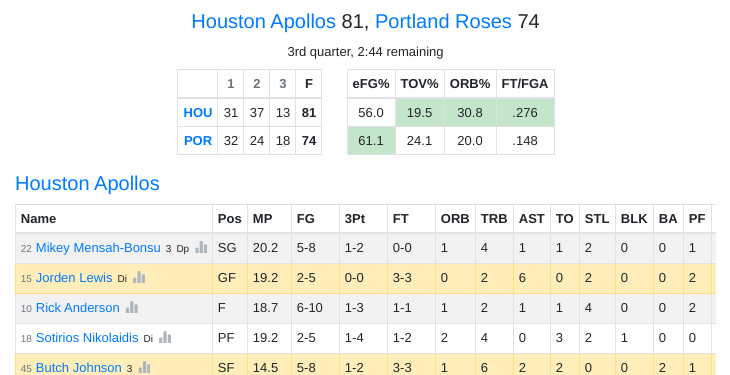 Houston Apollos 81, Portland Roses 74
3rd quarter, 2:44 remaining
1 2 3 F
HOU 31 37 13 81
POR 32 24 18 74
eFG% TOV% ORB% FT/FGA
56.0 19.5 30.8 .276
61.1 24.1 20.0 .148
Houston Apollos
Name Pos MP FG 3Pt FT ORB TRB AST TO STL BLK BA PF
22 Mikey Mensah-Bonsu 3 Dp SG 20.2 5-8 1-2 0-0 1 4 1 1 2 0 0 1
15 Jorden Lewis Di GF 19.2 2-5 0-0 3-3 0 2 6 0 2 0 0 2
10 Rick Anderson F 18.7 6-10 1-3 1-1 1 2 1 1 4 0 0 2
18 Sotirios Nikolaidis Di PF 19.2 2-5 1-4 1-2 2 4 0 3 2 1 0 0
45 Butch Johnson 3 SF 14.5 5-8 1-2 3-3 1 6 2 2 0 0 2 1